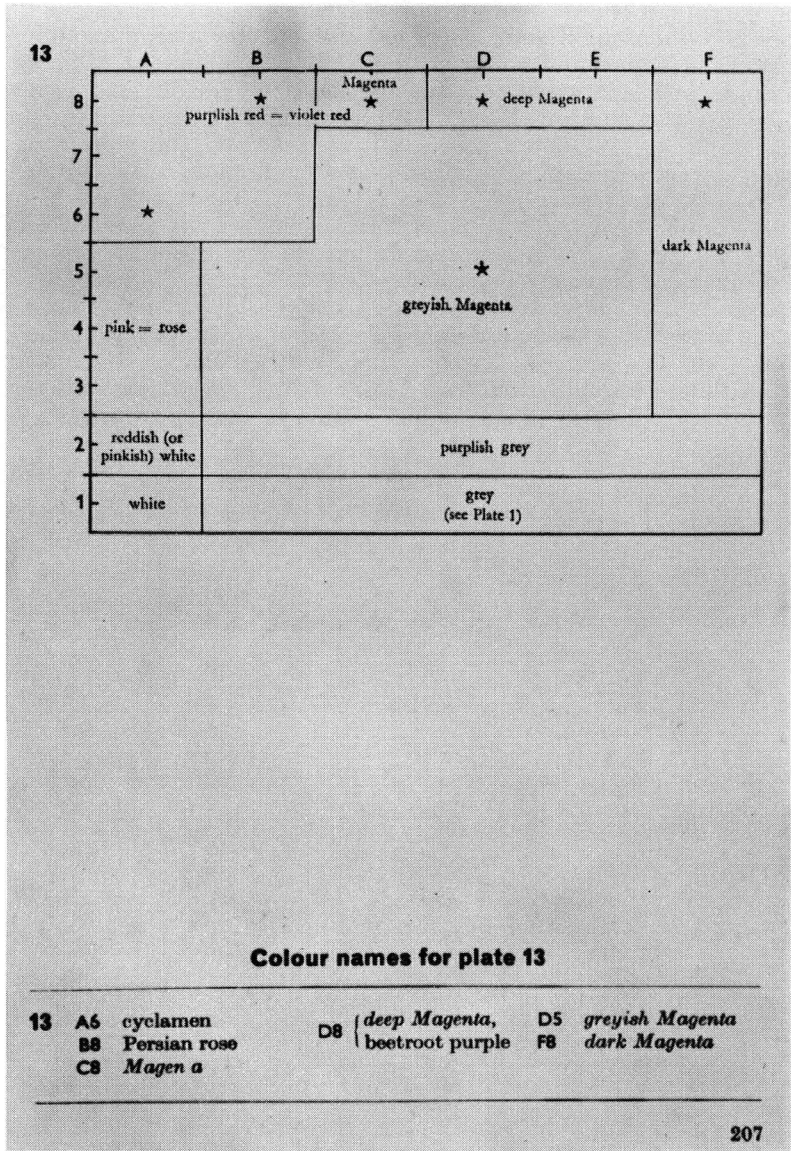 13 A B C D E F
Magenta
8 ★ ★ ★ deep Magenta ★
purplish red = violet red
7
6 ★
dark Magenta
5 ★
greyish Magenta
4 pink = rose
3
reddish (or
2 pinkish) white purplish grey
grey
1 white (see Plate 1)
Colour names for plate 13
13 A6 cyclamen D8 deep Magenta, D5 greyish Magenta
B8 Persian rose beetroot purple F8 dark Magenta
C8 Magen a
207